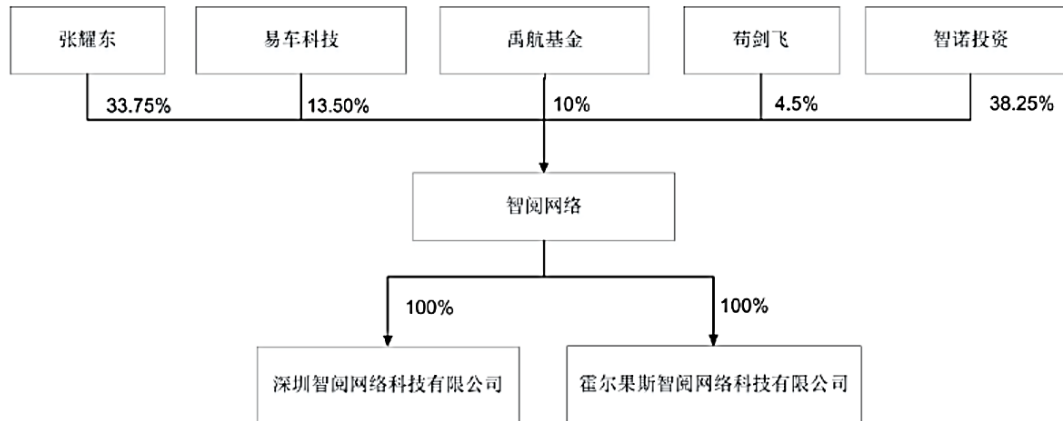 张耀东
易车科技
禹航基金
苟剑飞
智诺投资
33.75%
13.50%
10%
4.5%
38.25%
智阅网络
100%
100%
深圳智阅网络科技有限公司
霍尔果斯智阅网络科技有限公司